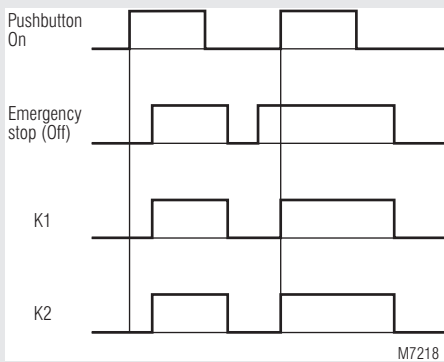 Pushbutton
On
Emergency
stop (Off)
K1
K2
M7218